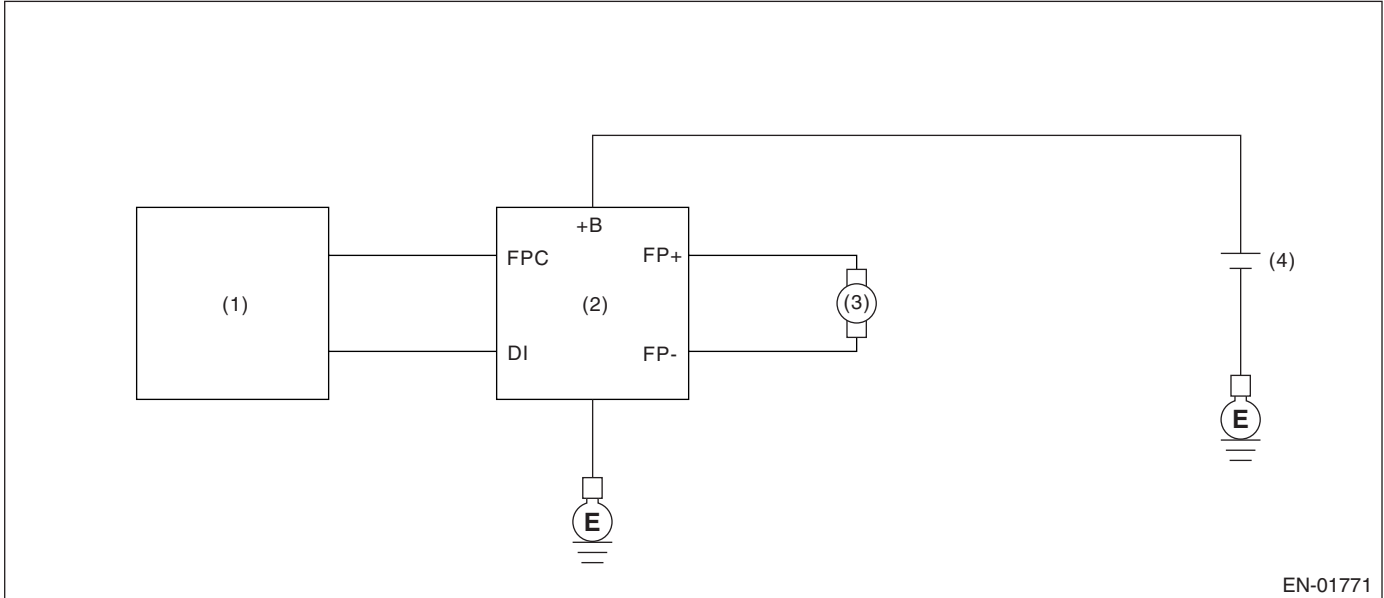 +B
FPC
FP+
(4)
(1)
(2)
(3)
DI
FP-
E
E
EN-01771